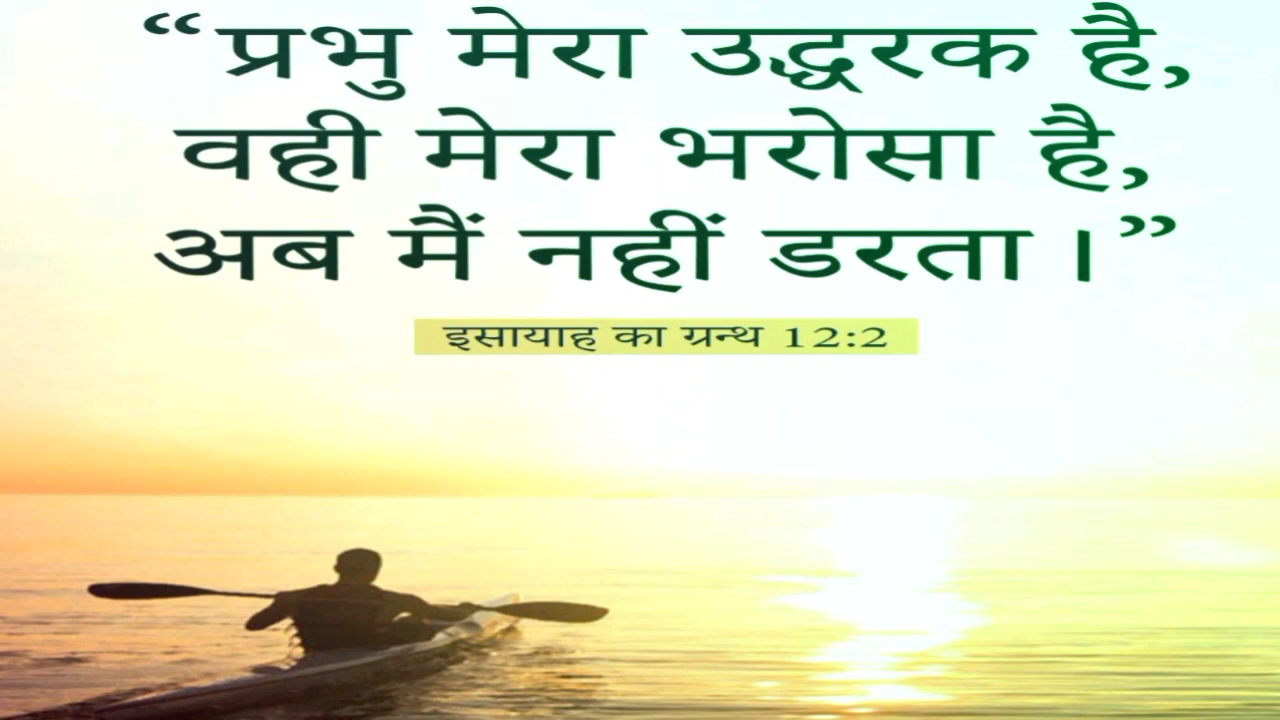 “प्रभु मेरा उद्धरक है,
वही मेरा भरोसा है,
अब मैं नहीं डरता।”
इसायाह का ग्रन्थ 12:2